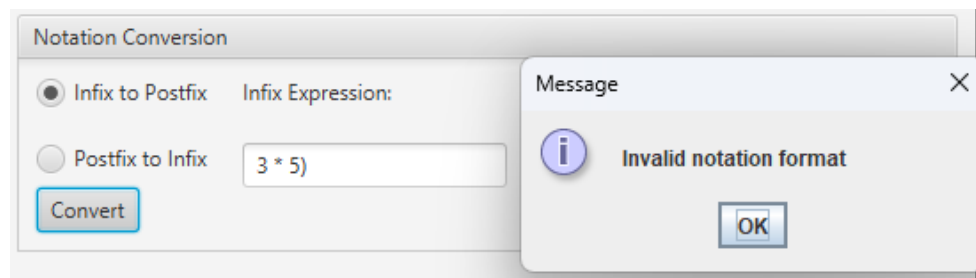 Notation Conversion
Infix to Postfix
Infix Expression:
Postfix to Infix
3 * 5)
Convert
Message
i
Invalid notation format
OK